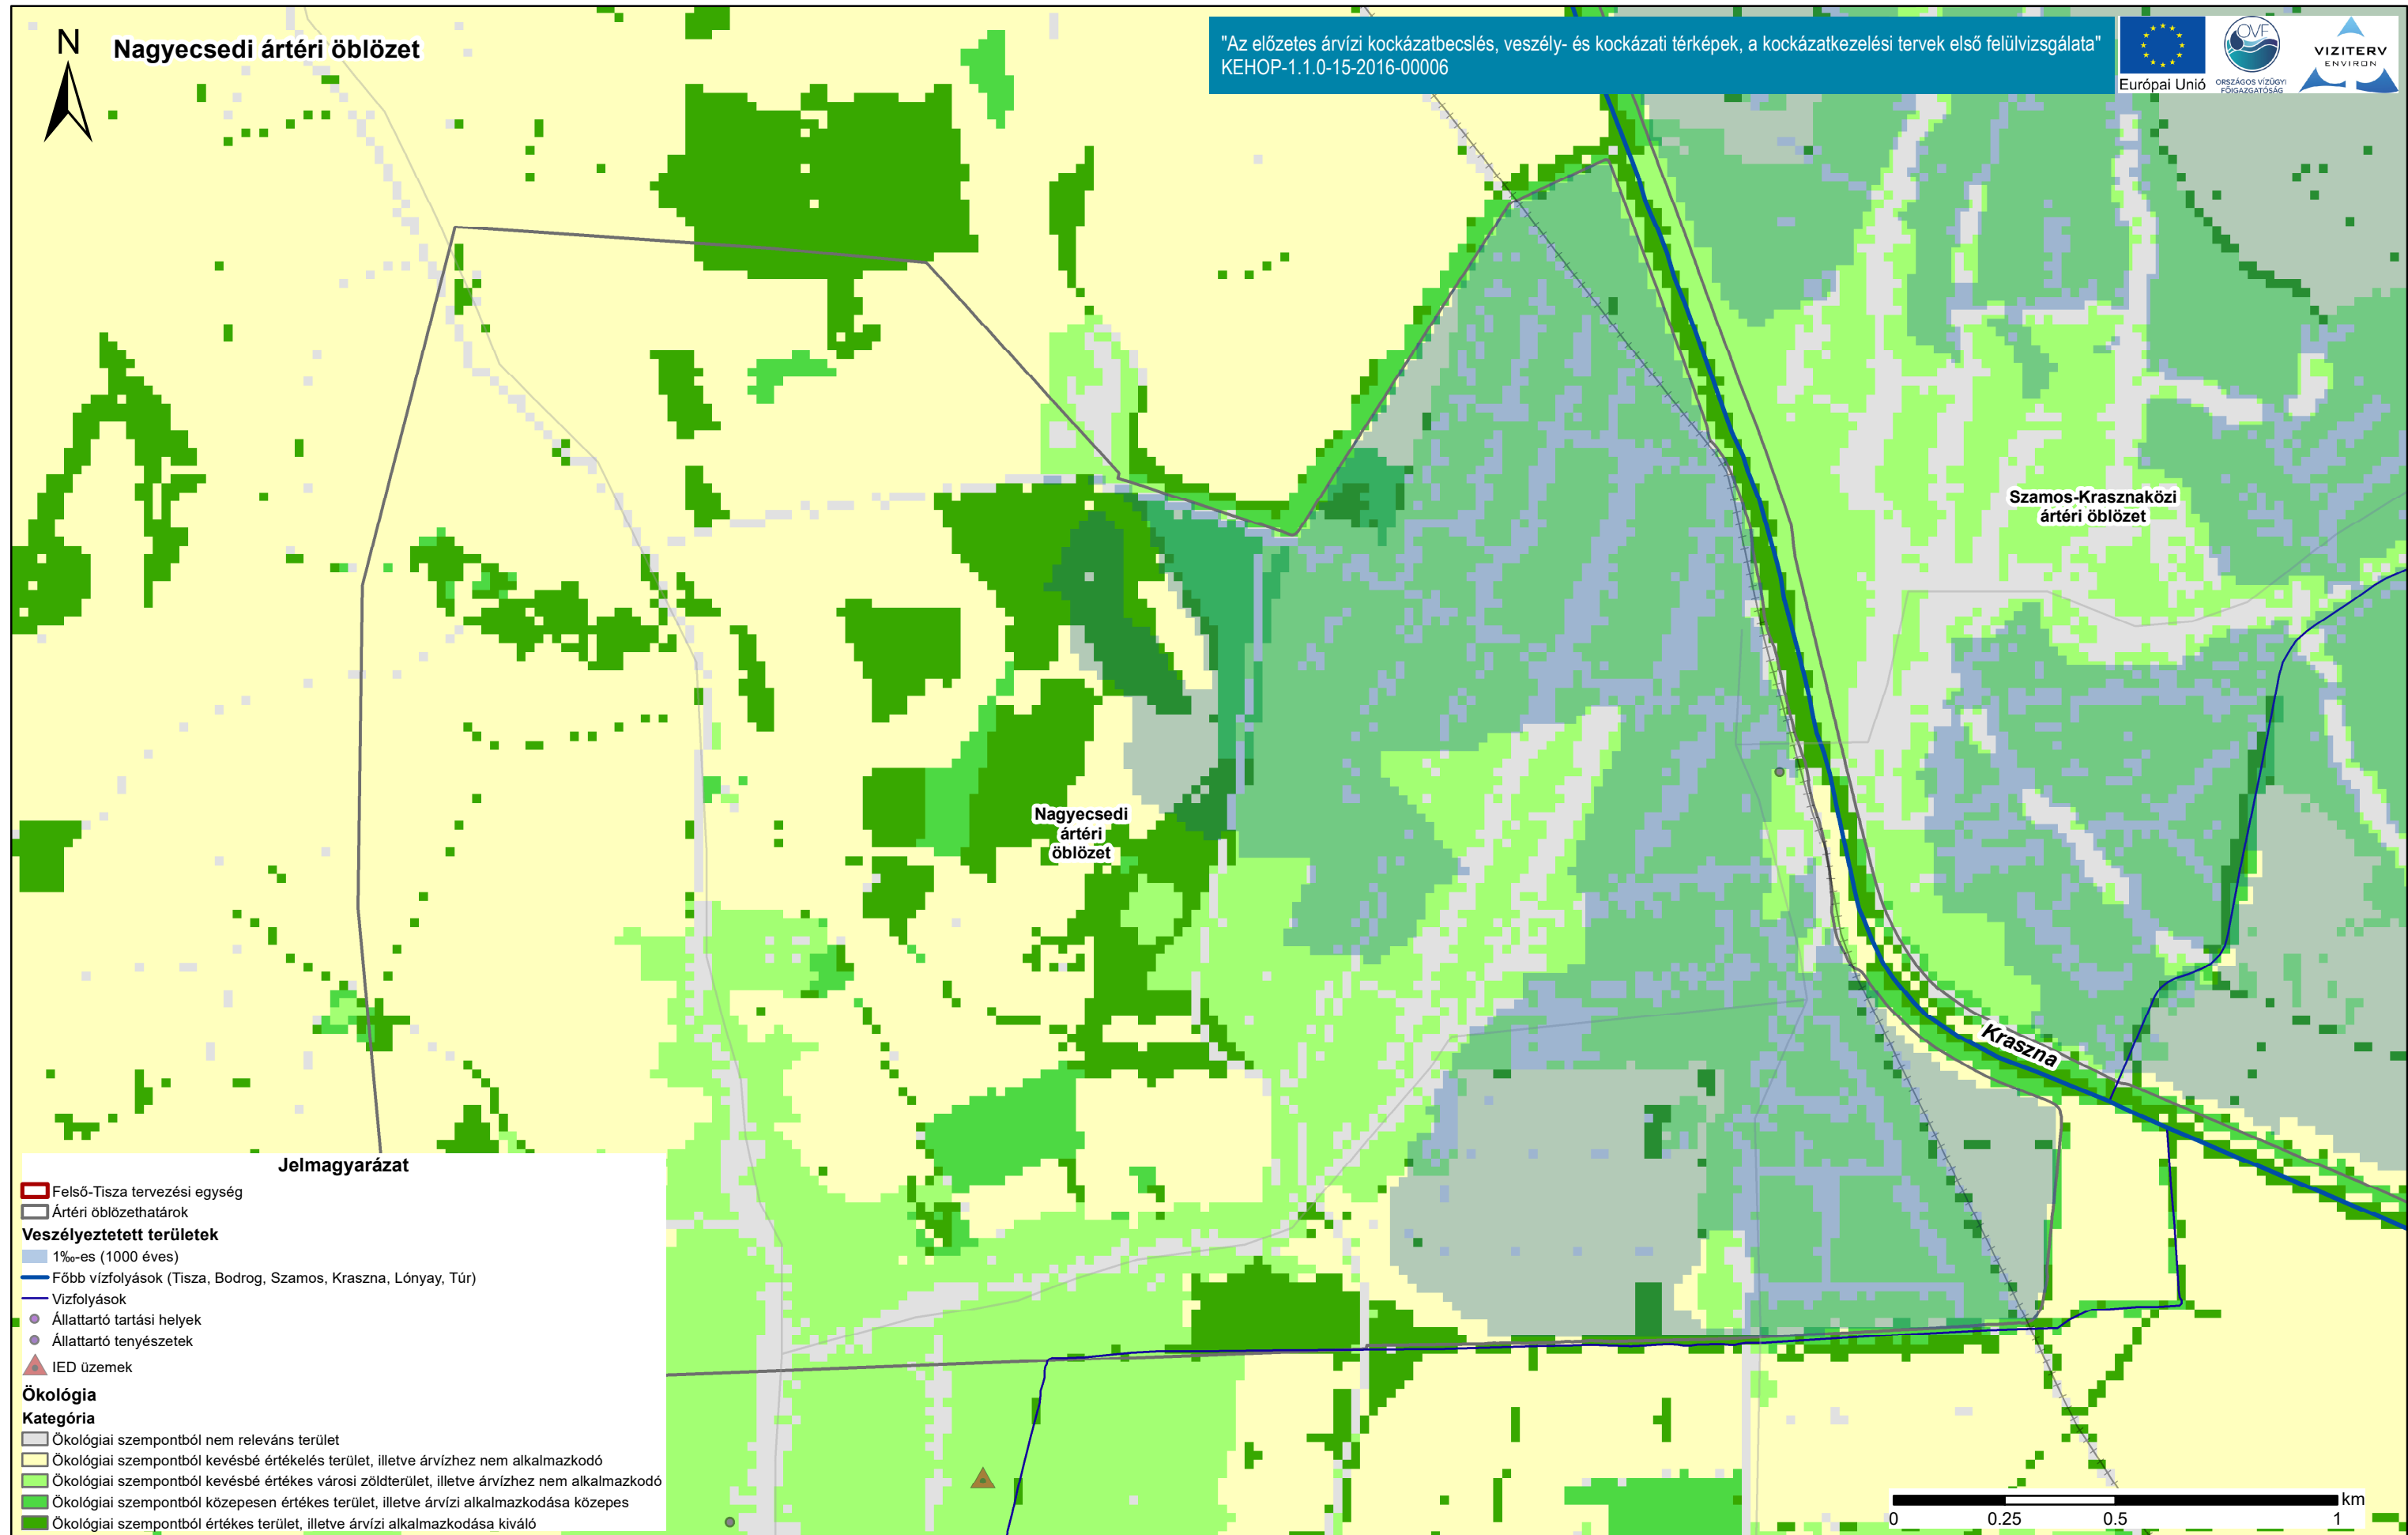 N
Nagyecsedi ártéri öblözet
"Az előzetes árvízi kockázatbecslés, veszély- és kockázati térképek, a kockázatkezelési tervek első felülvizsgálata"
KEHOP-1.1.0-15-2016-00006
Európai Unió
OVF
ORSZÁGOS VÍZÜGYI
FŐIGAZGATÓSÁG
VIZITERV
ENVIRON
Szamos-Krasznaközi
ártéri öblözet
Nagyecsedi
ártéri
öblözet
Kraszna
Jelmagyarázat
Felső-Tisza tervezési egység
Ártéri öblözethatárok
Veszélyeztetett területek
1‰-es (1000 éves)
Főbb vízfolyások (Tisza, Bodrog, Szamos, Kraszna, Lónyay, Túr)
Vizfolyások
Állattartó tartási helyek
Állattartó tenyészetek
IED üzemek
Ökológia
Kategória
Ökológiai szempontból nem releváns terület
Ökológiai szempontból kevésbé értékelés terület, illetve árvízhez nem alkalmazkodó
Ökológiai szempontból kevésbé értékes városi zöldterület, illetve árvízhez nem alkalmazkodó
Ökológiai szempontból közepesen értékes terület, illetve árvízi alkalmazkodása közepes
Ökológiai szempontból értékes terület, illetve árvízi alkalmazkodása kiváló
km
0 0.25 0.5 1